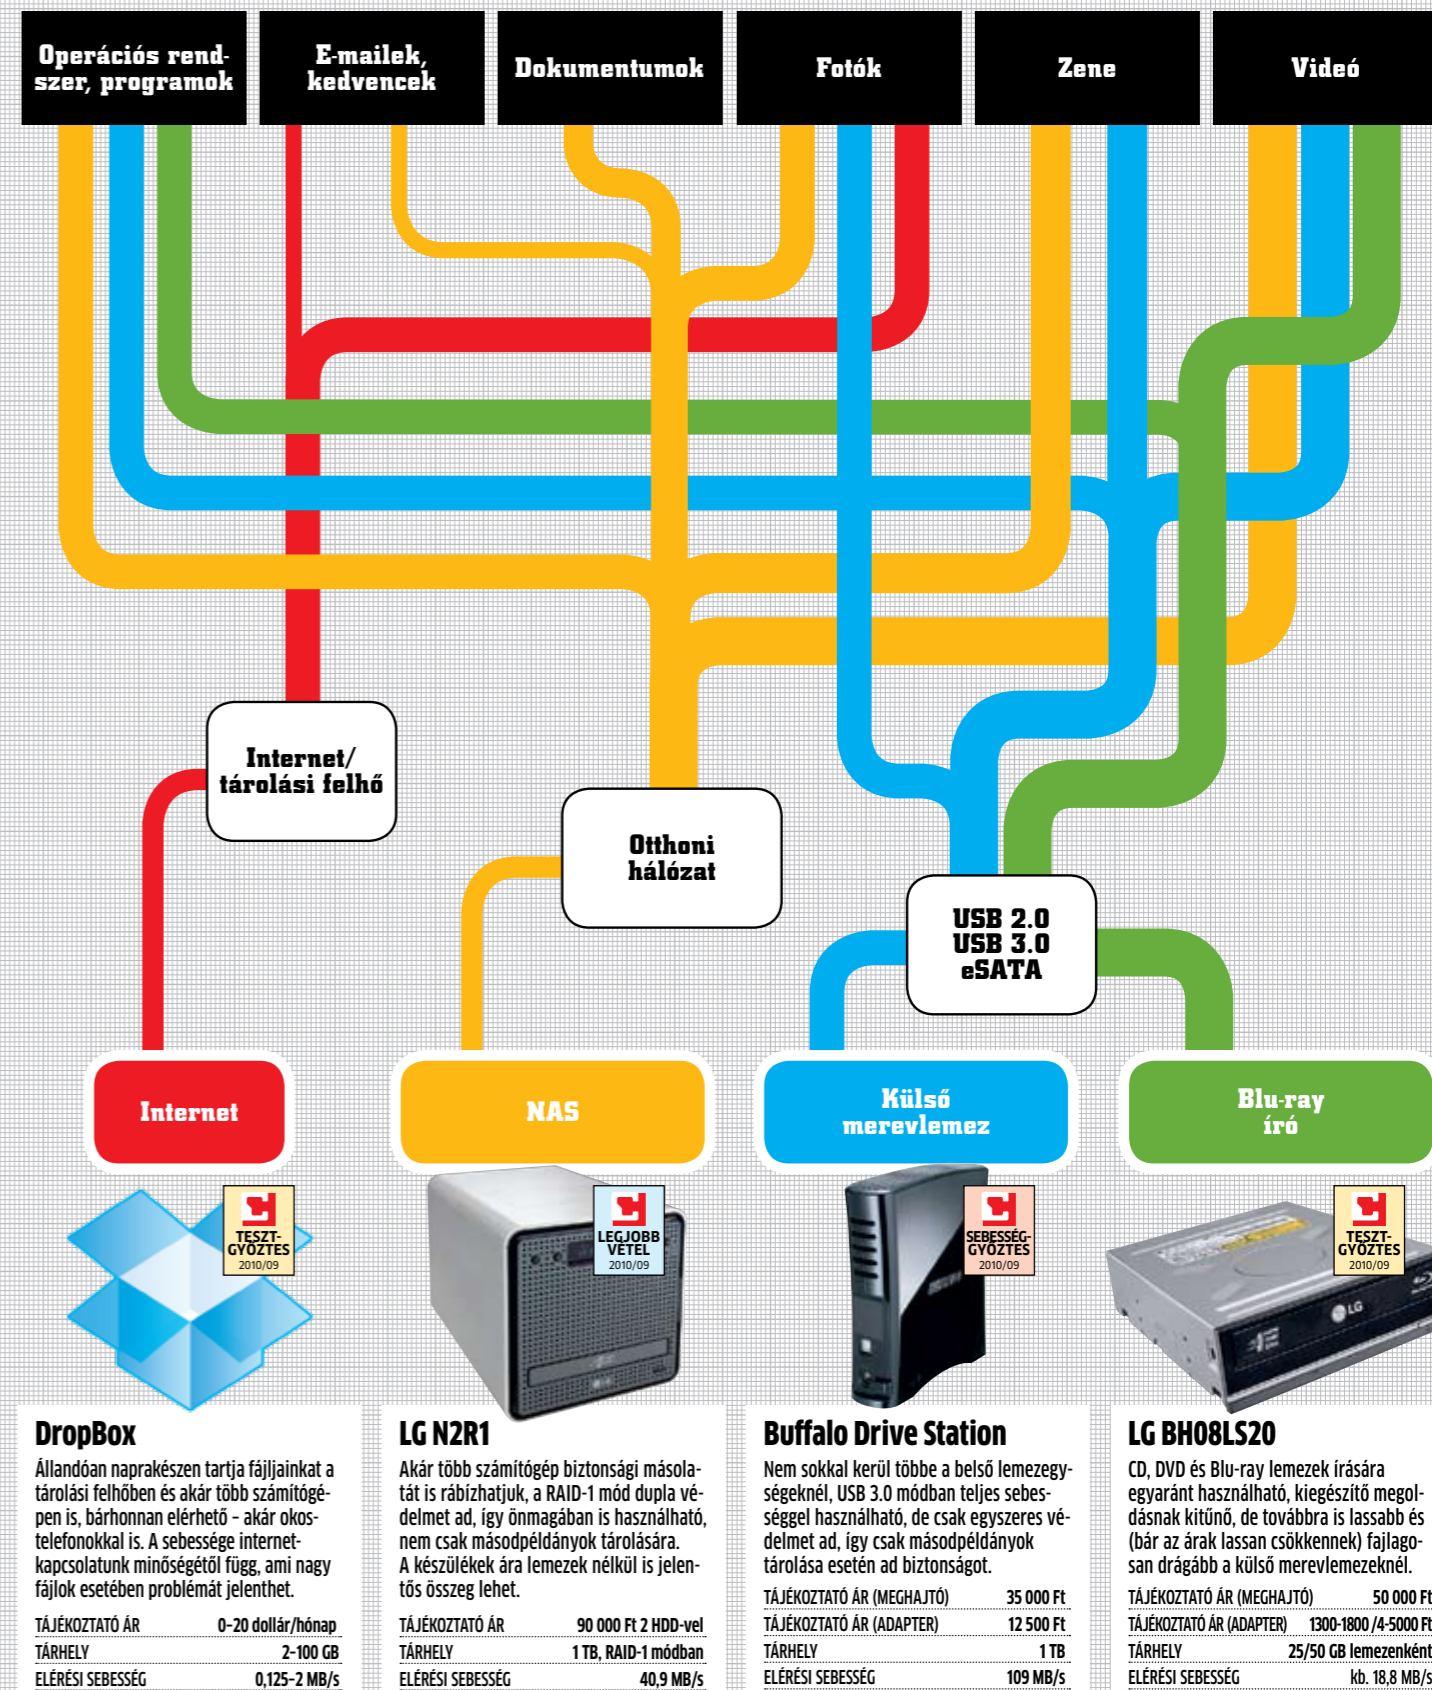 Operációs rend-
szer, programok
E-mailek,
kedvencek
Dokumentumok
Fotók
Zene
Videó
Internet/
tárolási felhő
Otthoni
hálózat
USB 2.0
USB 3.0
eSATA
Internet
NAS
Külső
merevlemez
Blu-ray
író
TESZT-
GYŐZTES
2010/09
LEGJOBB
VÉTEL
2010/09
SEBESSÉG-
GYŐZTES
2010/09
TESZT-
GYŐZTES
2010/09
LG
DropBox
Állandóan naprakészen tartja fájljainkat a
tárolási felhőben és akár több számítógé-
pen is, bárhonnan elérhető – akár okos-
telefonokkal is. A sebessége internet-
kapcsolatunk minőségétől függ, ami nagy
fájlok esetében problémát jelenthet.
TÁJÉKOZTATÓ ÁR 0-20 dollár/hónap
TÁRHELY 2-100 GB
ELÉRÉSI SEBESSÉG 0,125-2 MB/s
LG N2R1
Akár több számítógép biztonsági másola-
tát is rábízhatjuk, a RAID-1 mód dupla vé-
delmet ad, így önmagában is használható,
nem csak másodpéldányok tárolására.
A készülékek ára lemezek nélkül is jelen-
tős összeg lehet.
TÁJÉKOZTATÓ ÁR 90 000 Ft 2 HDD-vel
TÁRHELY 1 TB, RAID-1 módban
ELÉRÉSI SEBESSÉG 40,9 MB/s
Buffalo Drive Station
Nem sokkal kerül többe a belső lemezegy-
ségeknél, USB 3.0 módban teljes sebes-
séggel használható, de csak egyszeres vé-
delmet ad, így csak másodpéldányok
tárolása esetén ad biztonságot.
TÁJÉKOZTATÓ ÁR (MEGHAJTÓ) 35 000 Ft
TÁJÉKOZTATÓ ÁR (ADAPTER) 12 500 Ft
TÁRHELY 1 TB
ELÉRÉSI SEBESSÉG 109 MB/s
LG BH08LS20
CD, DVD és Blu-ray lemezek írására
egyaránt használható, kiegészítő megol-
dásnak kitűnő, de továbbra is lassabb és
(bár az árak lassan csökkennek) fajlago-
san drágább a külső merevlemezeknél.
TÁJÉKOZTATÓ ÁR (MEGHAJTÓ) 50 000 Ft
TÁJÉKOZTATÓ ÁR (ADAPTER) 1300-1800 /4-5000 Ft
TÁRHELY 25/50 GB lemezenként
ELÉRÉSI SEBESSÉG kb. 18,8 MB/s